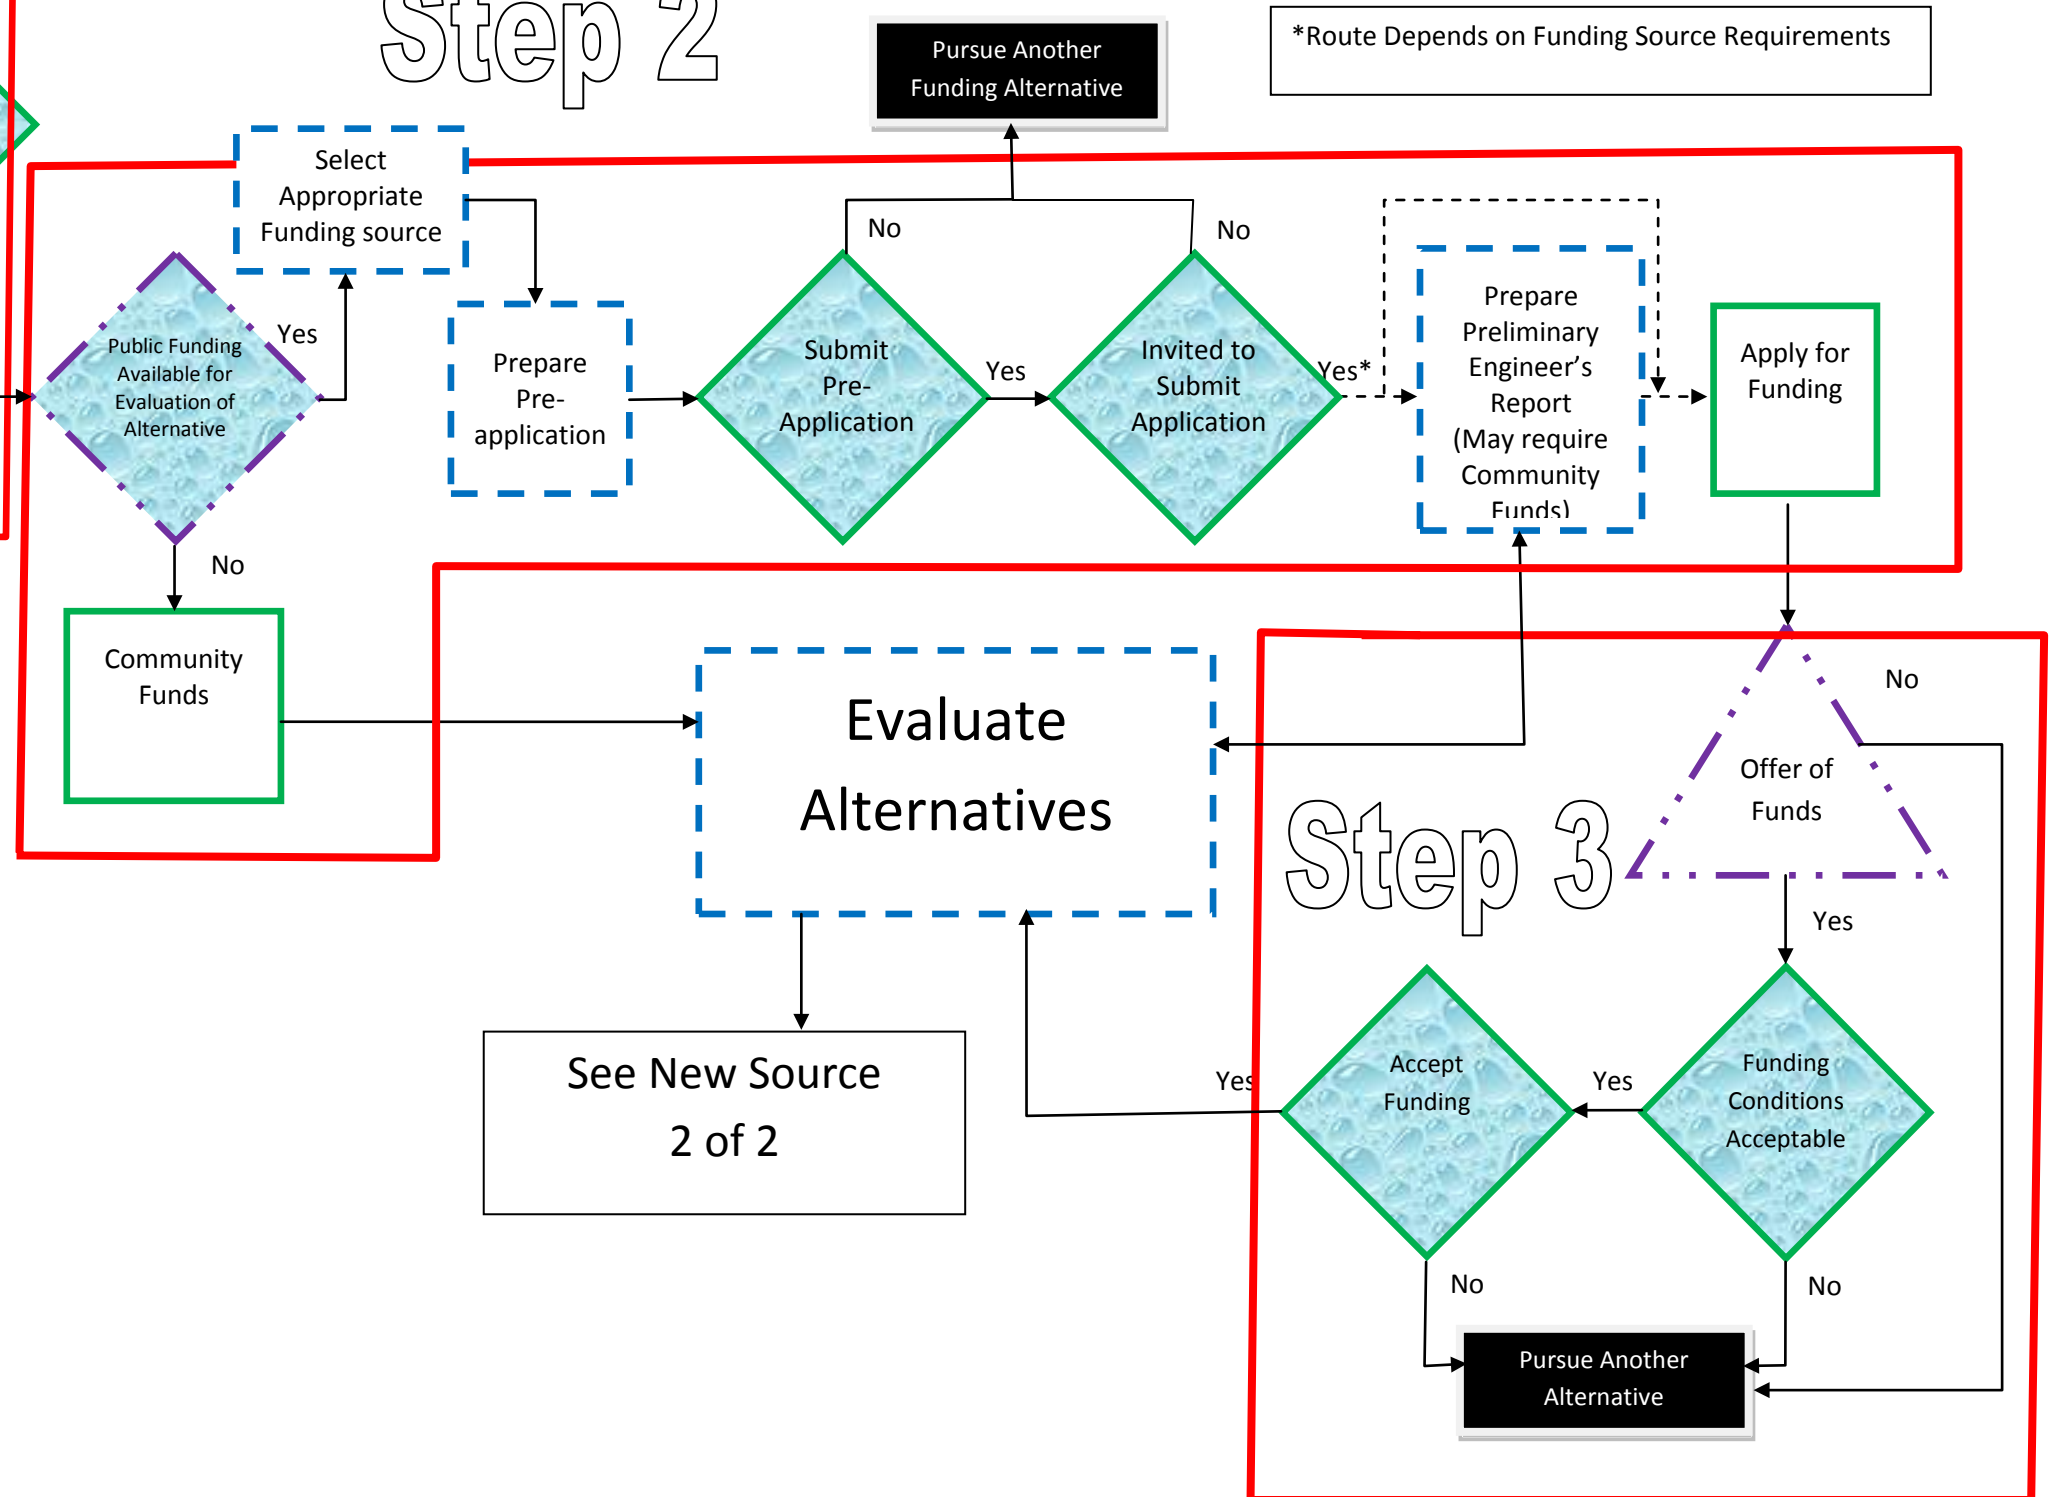 Step 2
Pursue Another
Funding Alternative
*Route Depends on Funding Source Requirements
Select
Appropriate
Funding source
No
No
Public Funding
Available for
Evaluation of
Alternative
Yes
Prepare
Pre-
application
Submit
Pre-
Application
Yes
Invited to
Submit
Application
Yes*
Prepare
Preliminary
Engineer’s
Report
(May require
Community
Funds)
Apply for
Funding
No
Community
Funds
Evaluate
Alternatives
No
Offer of
Funds
Step 3
Yes
See New Source
2 of 2
Yes
Accept
Funding
Yes
Funding
Conditions
Acceptable
No
No
Pursue Another
Alternative